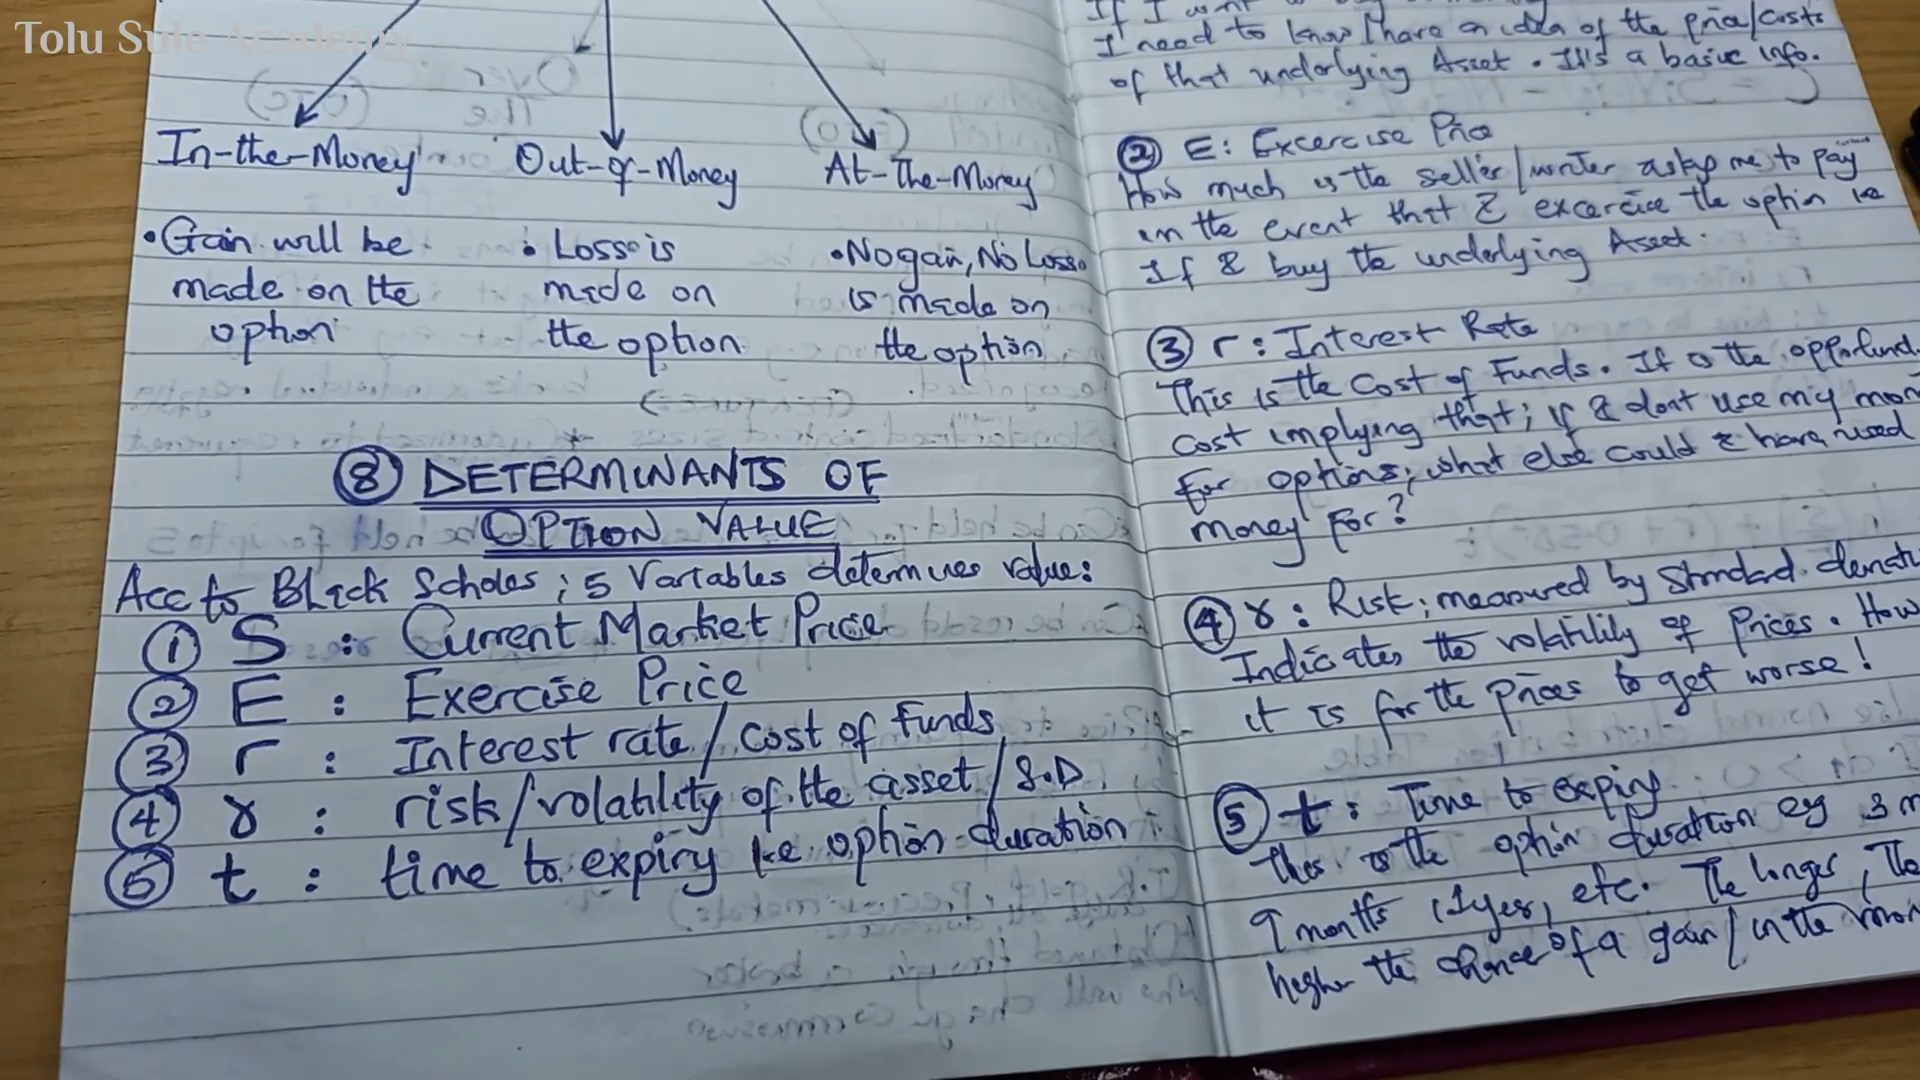 Tolu Sule Academy
In-the-Money
Out-of-Money
At-The-Money
• Gain will be
made on the
option
• Loss is
made on
the option
• No gain, No Loss
is made on
the option
⑧ DETERMINANTS OF
OPTION VALUE
Acc to Black Scholes; 5 Variables determines value:
① S : Current Market Price
② E : Exercise Price
③ r : Interest rate/cost of Funds
④ ɤ : risk/volatility of the asset/S.D
⑤ t : time to expiry ie option duration
If I want
I need to know/have an idea of the price/costs
of that underlying Asset. It's a basic info.
② E: Excercise Price
How much is the seller/writer asking me to pay
in the event that I excercise the option ie
If I buy the underlying Asset.
③ r: Interest Rate
This is the Cost of Funds. It is the
cost implying that; if I dont use my
for options; what else could I have used
money for?
④ ɤ: Risk; measured by Standard
Indicates the volatility of Prices. How
it is for the prices to get worse!
⑤ t: Time to expiry
This is the option duration eg 3
9 months, 1year, etc. The longer, the
higher the chance of a gain/in the